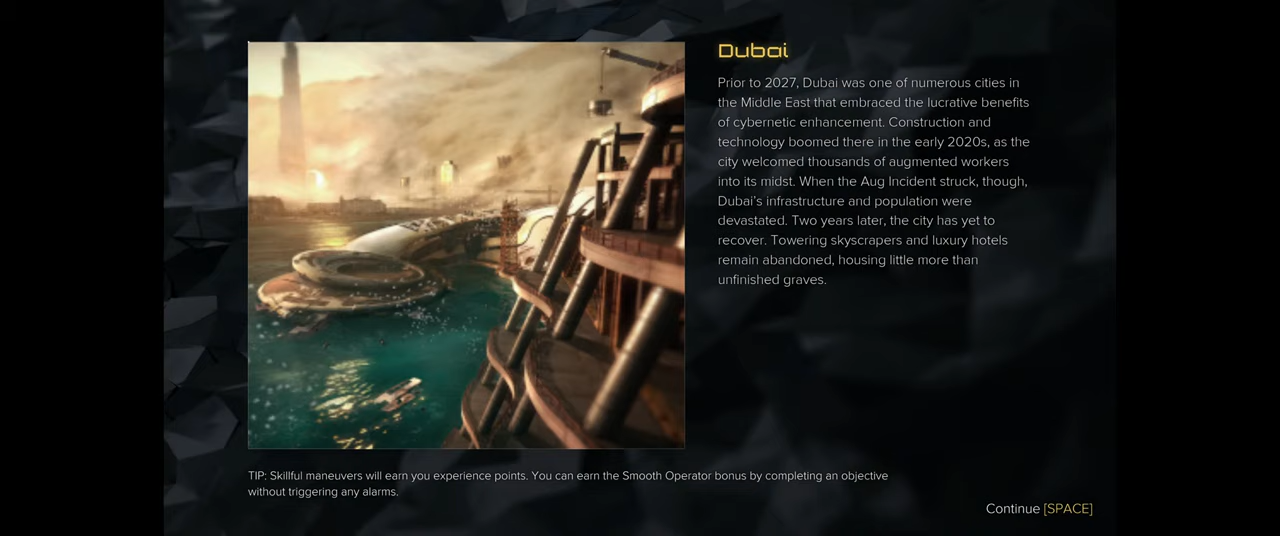 Dubai
Prior to 2027, Dubai was one of numerous cities in
the Middle East that embraced the lucrative benefits
of cybernetic enhancement. Construction and
technology boomed there in the early 2020s, as the
city welcomed thousands of augmented workers
into its midst. When the Aug Incident struck, though,
Dubai's infrastructure and population were
devastated. Two years later, the city has yet to
recover. Towering skyscrapers and luxury hotels
remain abandoned, housing little more than
unfinished graves.
TIP: Skillful maneuvers will earn you experience points. You can earn the Smooth Operator bonus by completing an objective
without triggering any alarms.
Continue [SPACE]